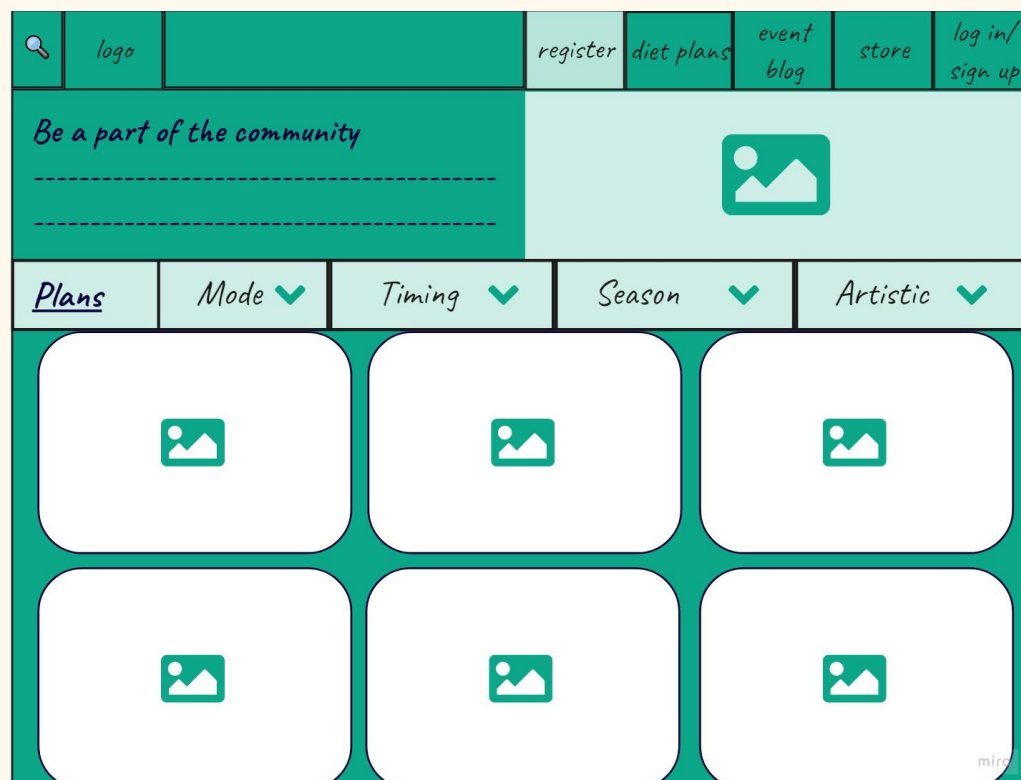 logo
register
diet plans
event
blog
store
log in/
sign up
Be a part of the community
Plans
Mode
Timing
Season
Artistic
miro